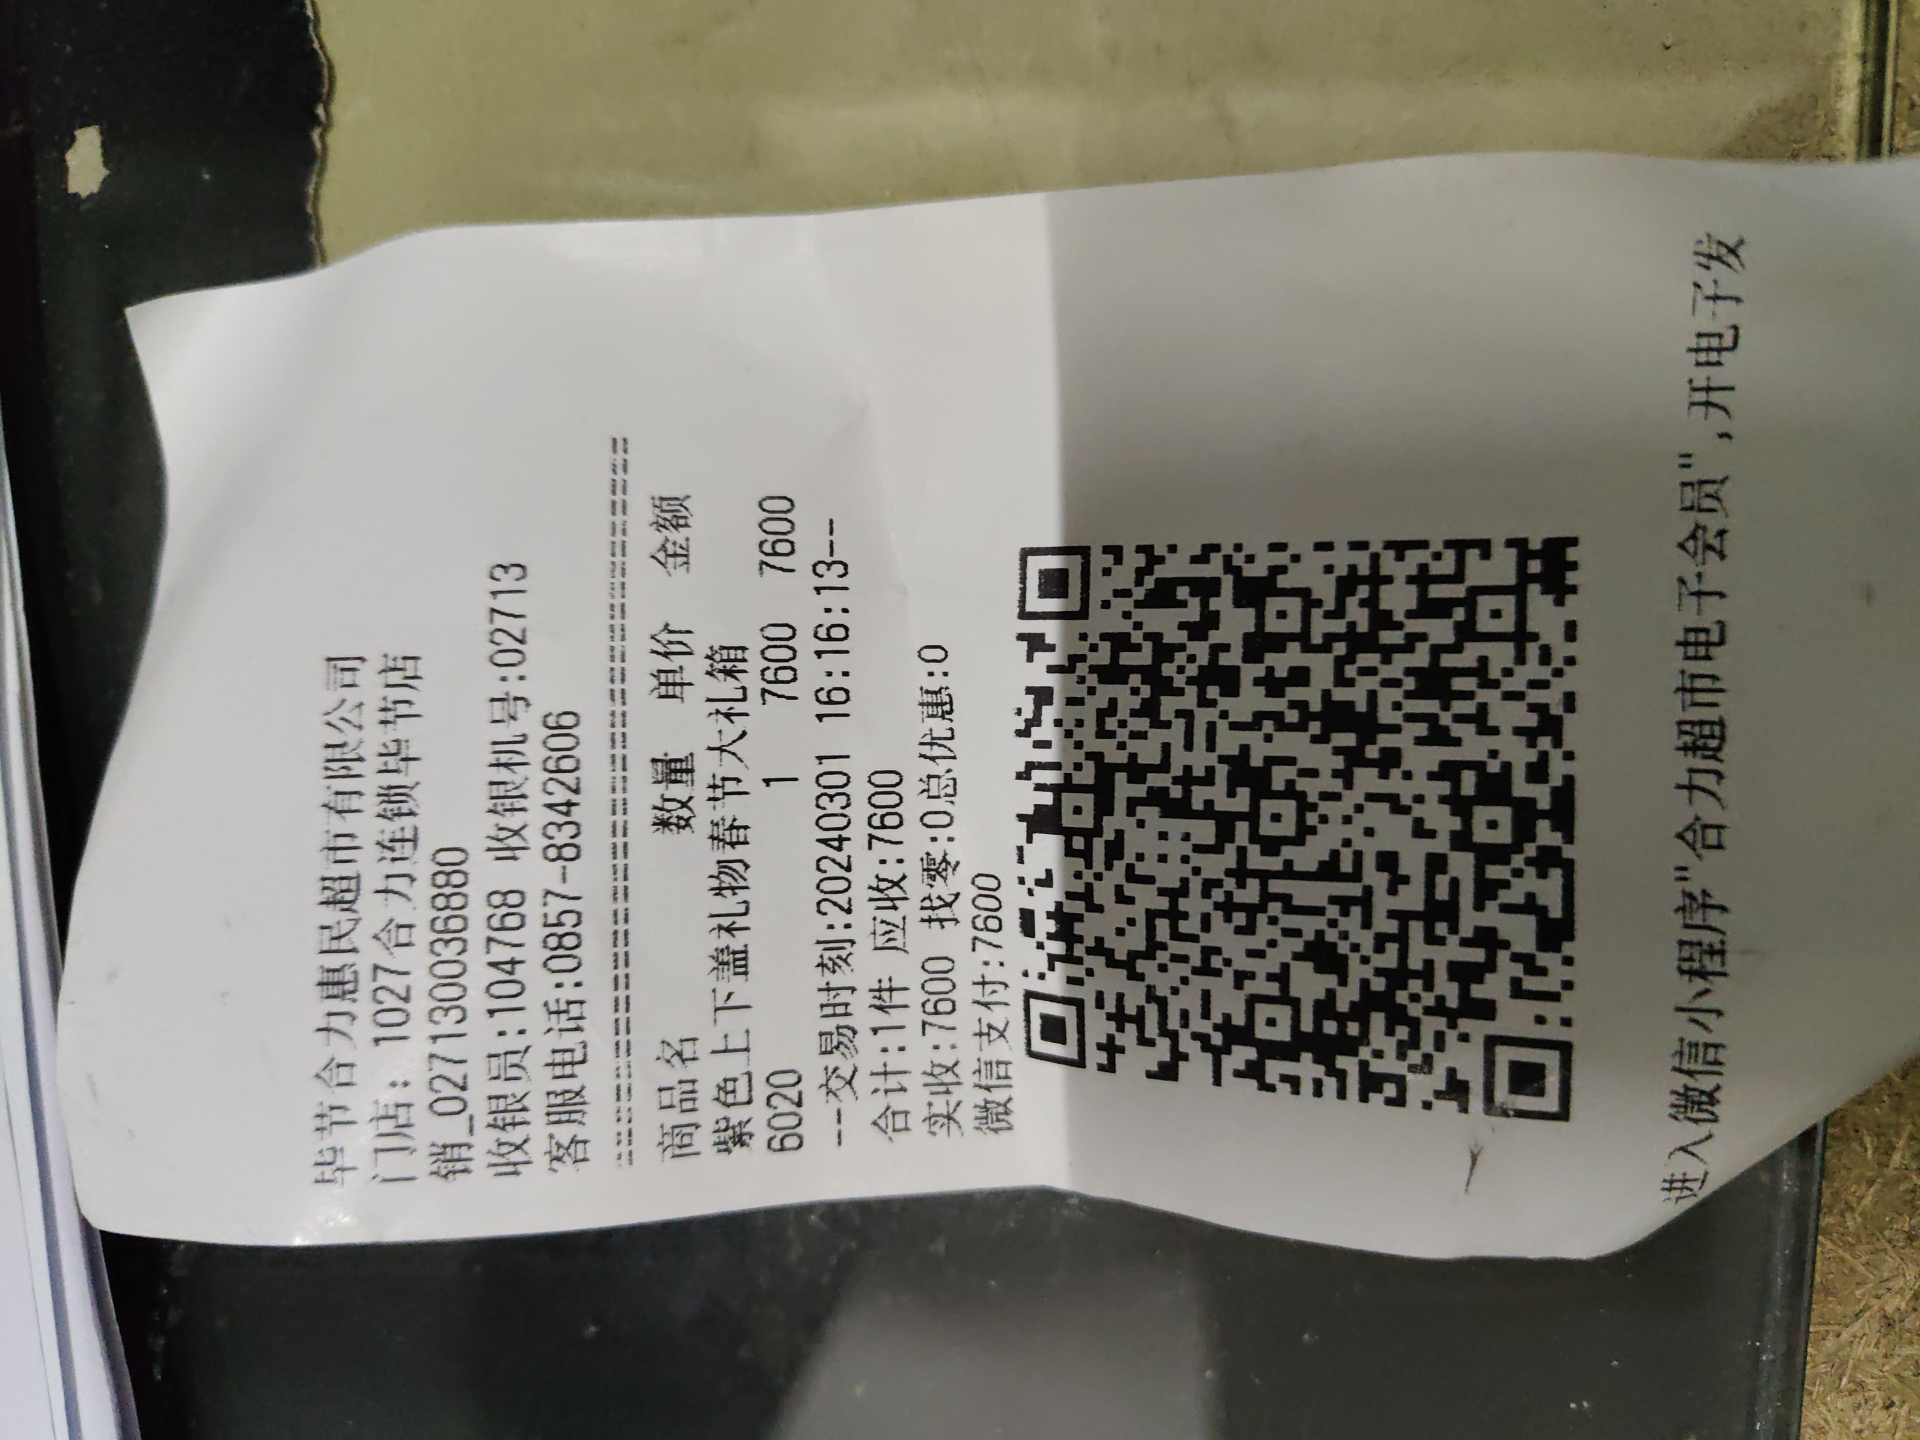 毕节合力惠民超市有限公司
门店: 1027合力连锁毕节店
销_027130036880
收银员:104768 收银机号:02713
客服电话:0857-8342606
商品名 数量 单价 金额
紫色上下盖礼物春节大礼箱
6020 1 7600 7600
--交易时刻:20240301 16:16:13--
合计:1件 应收:7600
实收:7600 找零:0总优惠:0
微信支付:7600
进入微信小程序"合力超市电子会员",开电子发